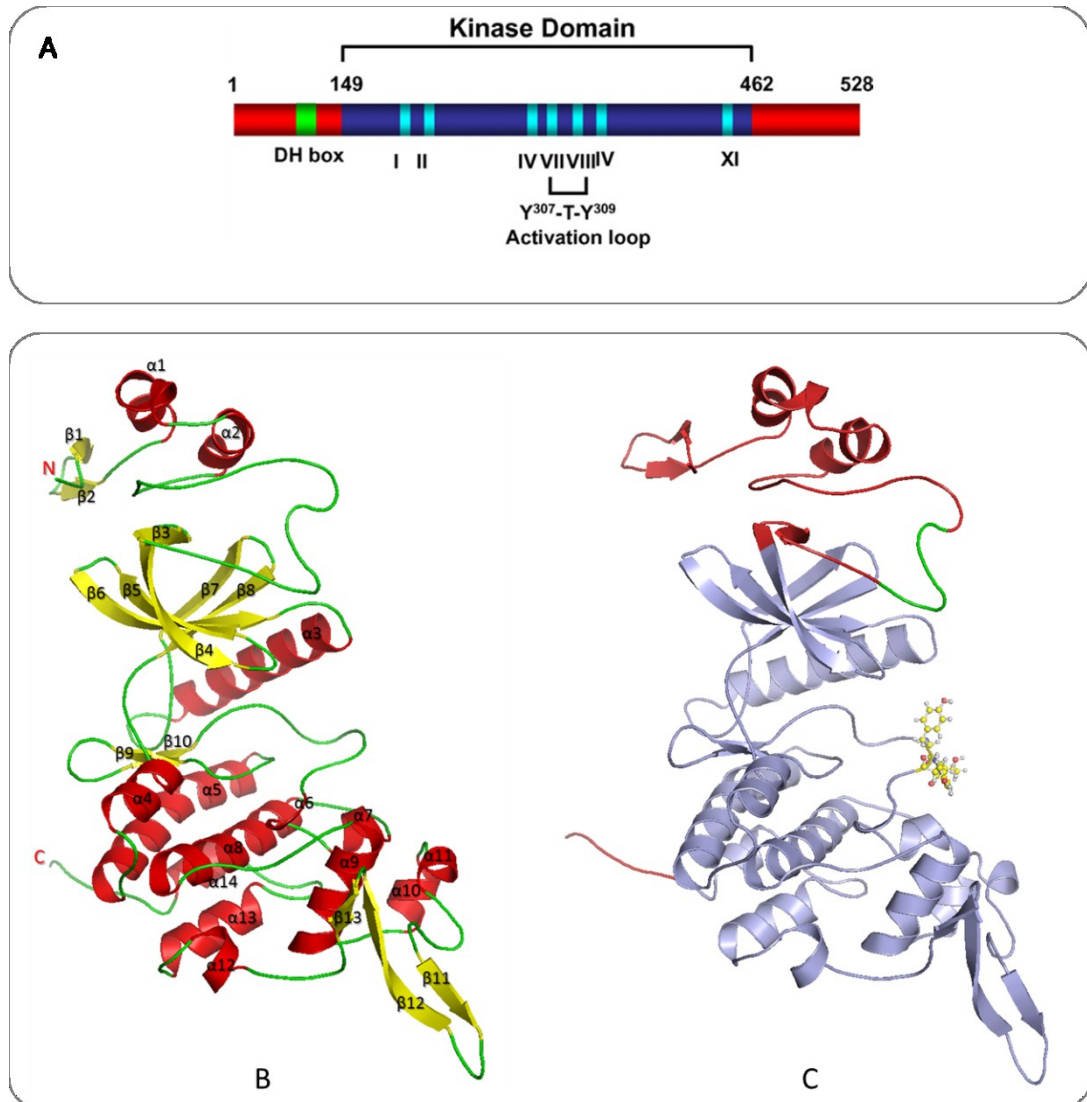 A
Kinase Domain
1 149 462 528
DH box I II IV VII VIII IV XI
Y³⁰⁷-T-Y³⁰⁹
Activation loop
α1
β1
α2
N
β2
β3
β6 β5 β7 β8
β4 α3
β9 β10
α4 α5 α6 α7
α8 α9 α11
C
α14 α10
α13 β13
α12 β11
β12
B C